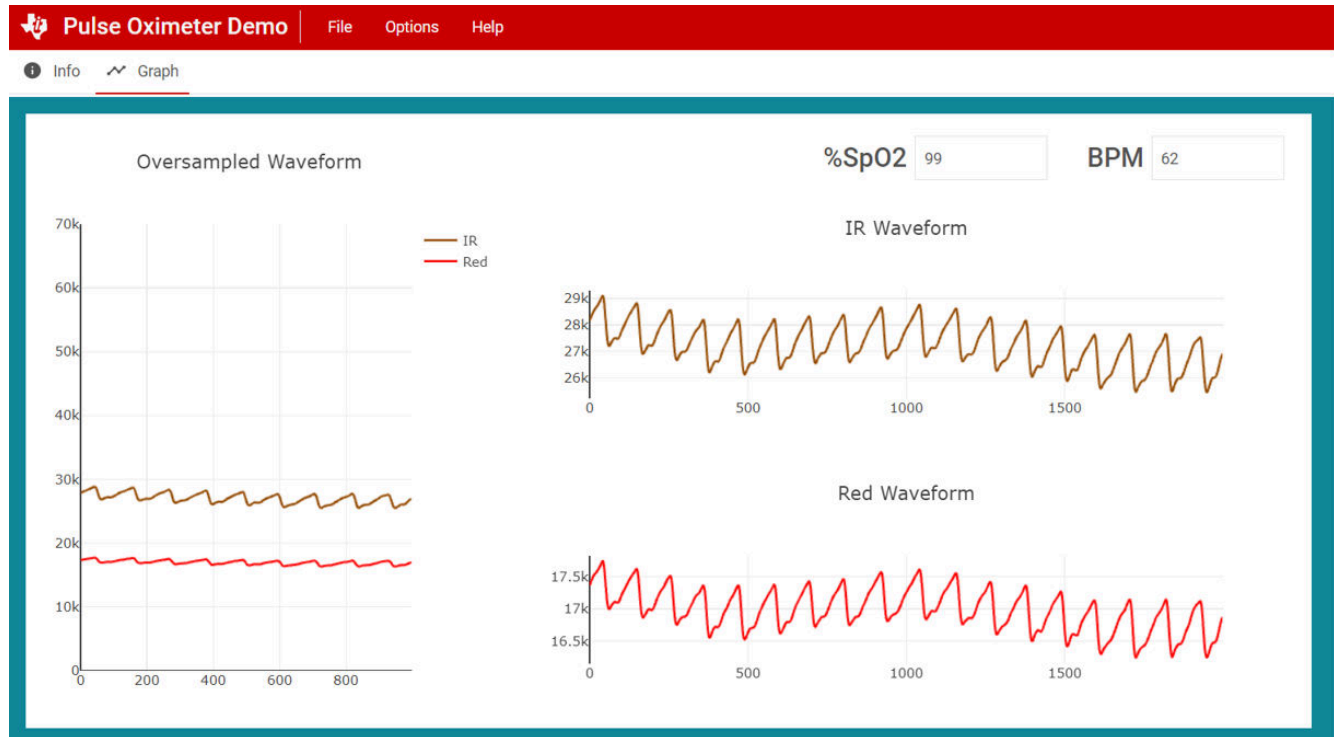 Pulse Oximeter Demo File Options Help
Info Graph
Oversampled Waveform
70k
60k
50k
40k
30k
20k
10k
0
0 200 400 600 800
IR
Red
%SpO2 99 BPM 62
IR Waveform
29k
28k
27k
26k
0 500 1000 1500
Red Waveform
17.5k
17k
16.5k
0 500 1000 1500